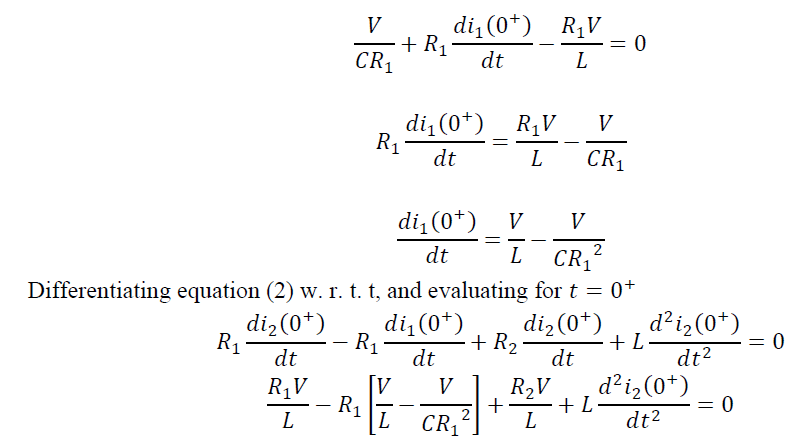 $\frac{V}{CR_1} + R_1 \frac{di_1(0^+)}{dt} - \frac{R_1V}{L} = 0$
$R_1 \frac{di_1(0^+)}{dt} = \frac{R_1V}{L} - \frac{V}{CR_1}$
$\frac{di_1(0^+)}{dt} = \frac{V}{L} - \frac{V}{C{R_1}^2}$
Differentiating equation (2) w. r. t. t, and evaluating for $t = 0^+$
$R_1 \frac{di_2(0^+)}{dt} - R_1 \frac{di_1(0^+)}{dt} + R_2 \frac{di_2(0^+)}{dt} + L \frac{d^2i_2(0^+)}{dt^2} = 0$
$\frac{R_1V}{L} - R_1 \left[\frac{V}{L} - \frac{V}{C{R_1}^2}\right] + \frac{R_2V}{L} + L \frac{d^2i_2(0^+)}{dt^2} = 0$